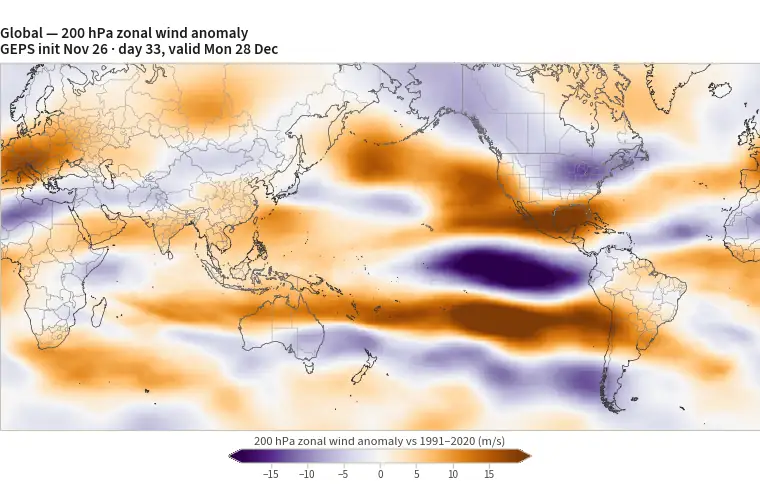 Global — 200 hPa zonal wind anomaly
GEPS init Nov 26 · day 33, valid Mon 28 Dec
200 hPa zonal wind anomaly vs 1991–2020 (m/s)
−15 −10 −5 0 5 10 15